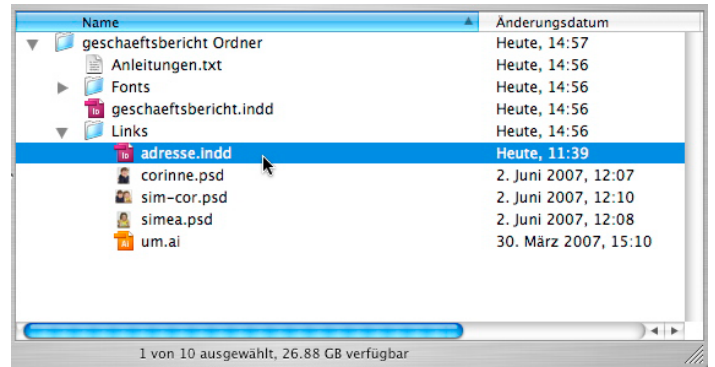 Name Änderungsdatum
geschaeftsbericht Ordner Heute, 14:57
Anleitungen.txt Heute, 14:56
Fonts Heute, 14:56
Id geschaeftsbericht.indd Heute, 14:56
Links Heute, 14:56
Id adresse.indd Heute, 11:39
corinne.psd 2. Juni 2007, 12:07
sim-cor.psd 2. Juni 2007, 12:10
simea.psd 2. Juni 2007, 12:08
Ai um.ai 30. März 2007, 15:10
1 von 10 ausgewählt, 26.88 GB verfügbar